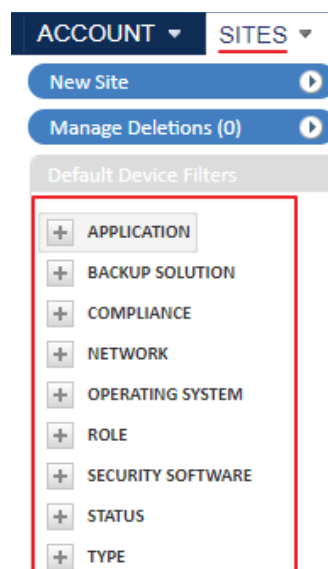 ACCOUNT SITES
New Site
Manage Deletions (0)
Default Device Filters
APPLICATION
BACKUP SOLUTION
COMPLIANCE
NETWORK
OPERATING SYSTEM
ROLE
SECURITY SOFTWARE
STATUS
TYPE